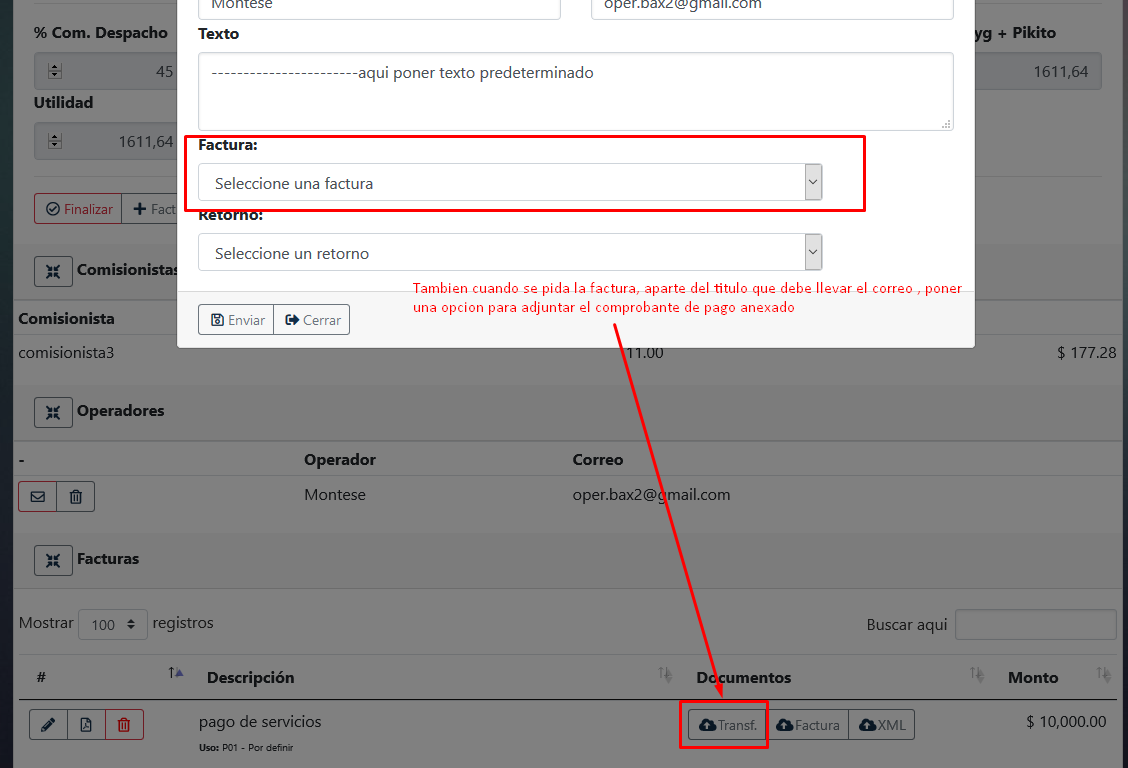 Montese
oper.bax2@gmail.com
% Com. Despacho
Texto
yg + Pikito
45
-----------------------aqui poner texto predeterminado
1611,64
Utilidad
1611,64
Factura:
Seleccione una factura
Finalizar
Fact
Retorno:
Seleccione un retorno
Comisionistas
Tambien cuando se pida la factura, aparte del titulo que debe llevar el correo , poner
una opcion para adjuntar el comprobante de pago anexado
Enviar
Cerrar
Comisionista
comisionista3
11.00
$ 177.28
Operadores
-
Operador
Correo
Montese
oper.bax2@gmail.com
Facturas
Mostrar 100 registros
Buscar aqui
#
Descripción
Documentos
Monto
pago de servicios
Transf.
Factura
XML
$ 10,000.00
Uso: P01 - Por definir